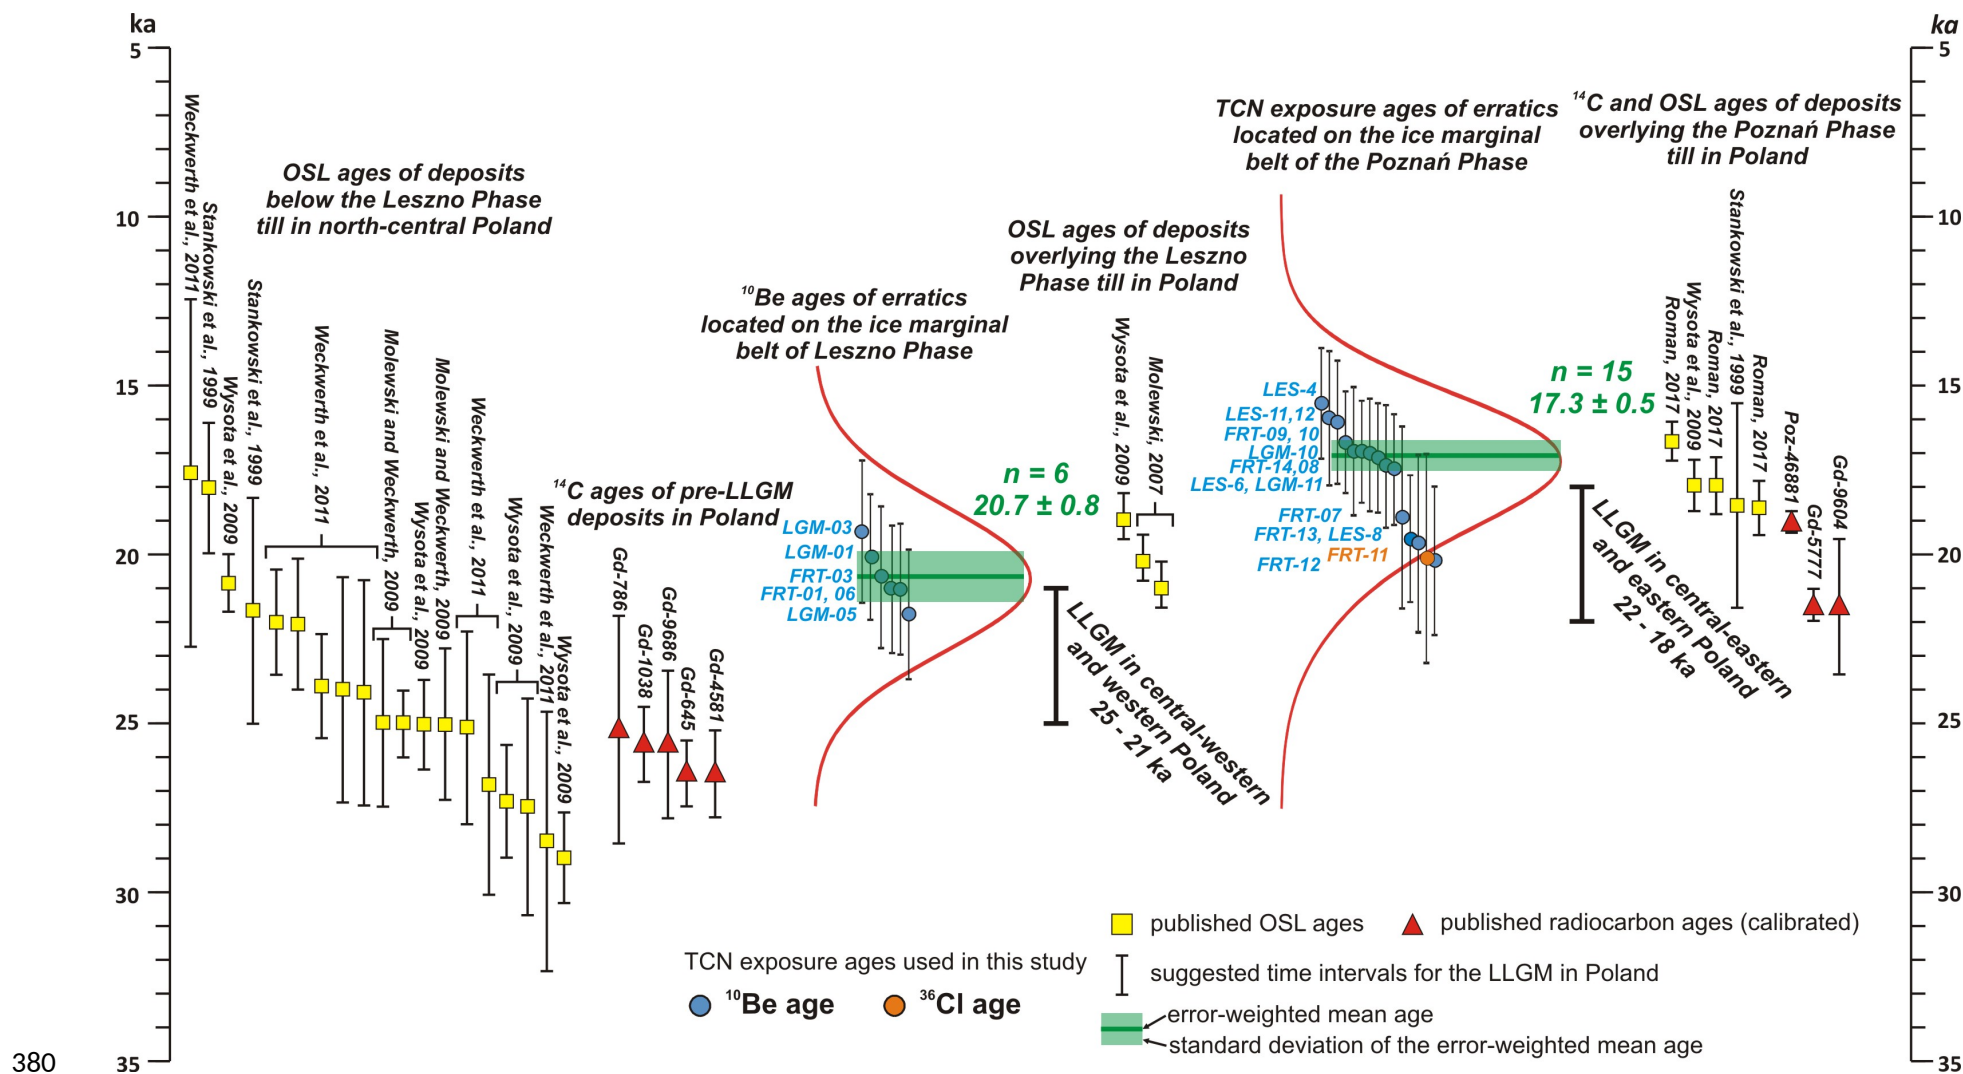 ka
5
10
15
20
25
30
35
380
Weckwerth et al., 2011
Stankowski et al., 1999
Wysota et al., 2009
Stankowski et al., 1999
OSL ages of deposits
below the Leszno Phase
till in north-central Poland
Weckwerth et al., 2011
Molewski and Weckwerth, 2009
Wysota et al., 2009
Molewski and Weckwerth, 2009
Weckwerth et al., 2011
Wysota et al., 2009
Weckwerth et al., 2011
Wysota et al., 2009
14C ages of pre-LLGM
deposits in Poland
Gd-786
Gd-1038
Gd-9686
Gd-645
Gd-4581
10Be ages of erratics
located on the ice marginal
belt of Leszno Phase
LGM-03
LGM-01
FRT-03
FRT-01, 06
LGM-05
n = 6
20.7 ± 0.8
OSL ages of deposits
overlying the Leszno
Phase till in Poland
Wysota et al., 2009
Molewski, 2007
LLGM in central-western
and western Poland
25 - 21 ka
TCN exposure ages of erratics
located on the ice marginal
belt of the Poznań Phase
LES-4
LES-11,12
FRT-09, 10
LGM-10
FRT-14,08
LES-6, LGM-11
FRT-07
FRT-13, LES-8
FRT-11
FRT-12
n = 15
17.3 ± 0.5
LLGM in central-eastern
and eastern Poland
22 - 18 ka
14C and OSL ages of deposits
overlying the Poznań Phase
till in Poland
Roman, 2017
Wysota et al., 2009
Roman, 2017
Stankowski et al., 1999
Roman, 2017
Poz-46881
Gd-5777
Gd-9604
ka
5
10
15
20
25
30
35
TCN exposure ages used in this study
10Be age
36Cl age
published OSL ages
published radiocarbon ages (calibrated)
suggested time intervals for the LLGM in Poland
error-weighted mean age
standard deviation of the error-weighted mean age